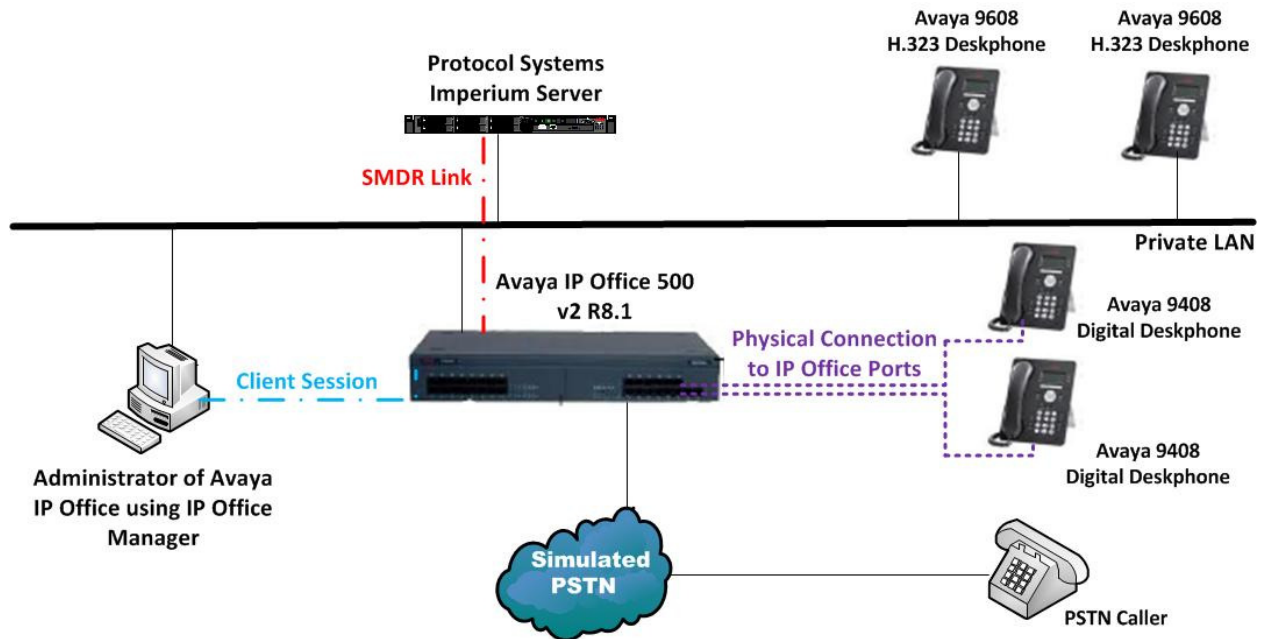 Avaya 9608
H.323 Deskphone
Avaya 9608
H.323 Deskphone
Protocol Systems
Imperium Server
SMDR Link
Private LAN
Avaya IP Office 500
v2 R8.1
Avaya 9408
Digital Deskphone
Physical Connection
to IP Office Ports
Client Session
Avaya 9408
Digital Deskphone
Administrator of Avaya
IP Office using IP Office
Manager
Simulated
PSTN
PSTN Caller